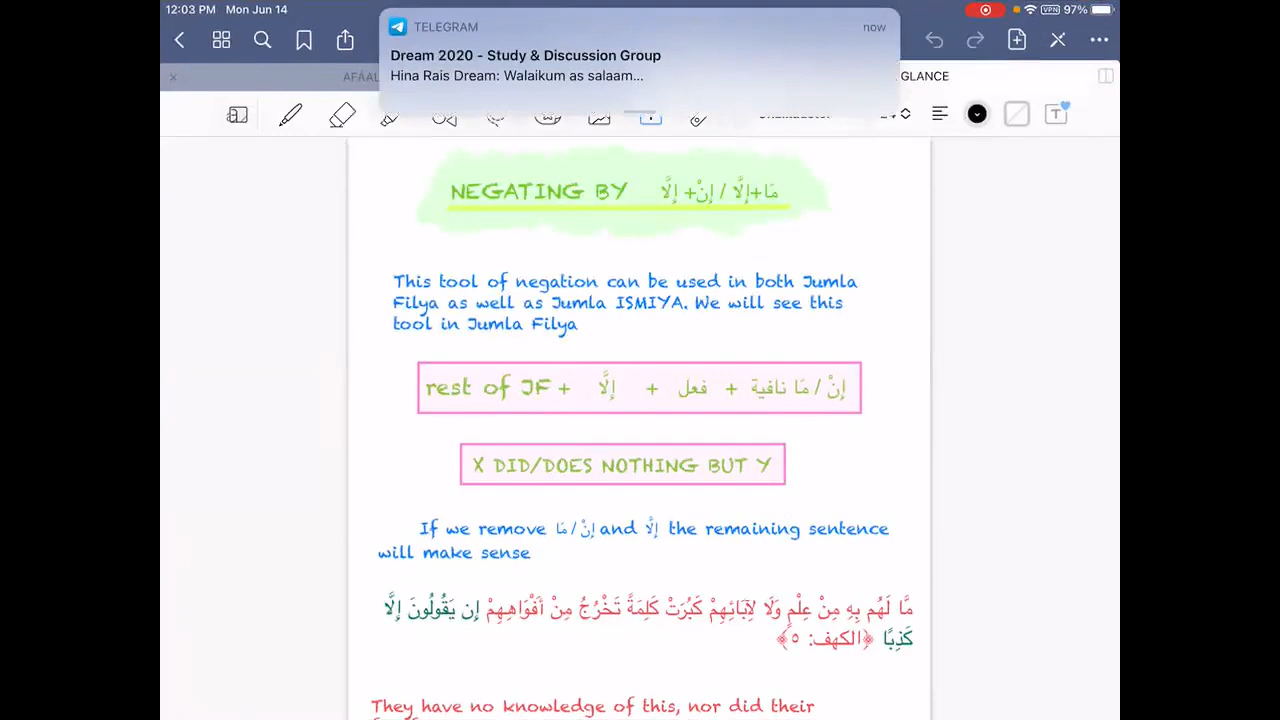 12:03 PM Mon Jun 14
VPN 97%
TELEGRAM now
Dream 2020 - Study & Discussion Group
Hina Rais Dream: Walaikum as salaam...
AFÁAL
GLANCE
NEGATING BY مَا+إِلَّا / إِنْ+ إِلَّا
This tool of negation can be used in both Jumla
Filya as well as Jumla ISMIYA. We will see this
tool in Jumla Filya
إِنْ / مَا نافية + فعل + إِلَّا + rest of JF
X DID/DOES NOTHING BUT Y
If we remove إِنْ/ مَا and إِلَّا the remaining sentence
will make sense
مَّا لَهُم بِهِ مِنْ عِلْمٍ وَلَا لِآبَائِهِمْ كَبُرَتْ كَلِمَةً تَخْرُجُ مِنْ أَفْوَاهِهِمْ إِن يَقُولُونَ إِلَّا
كَذِبًا ﴿الكهف: ٥﴾
They have no knowledge of this, nor did their